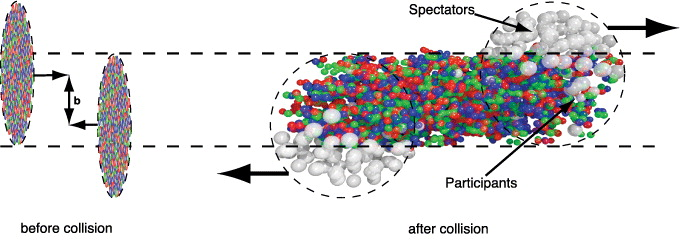 Spectators
b
Participants
before collision
after collision